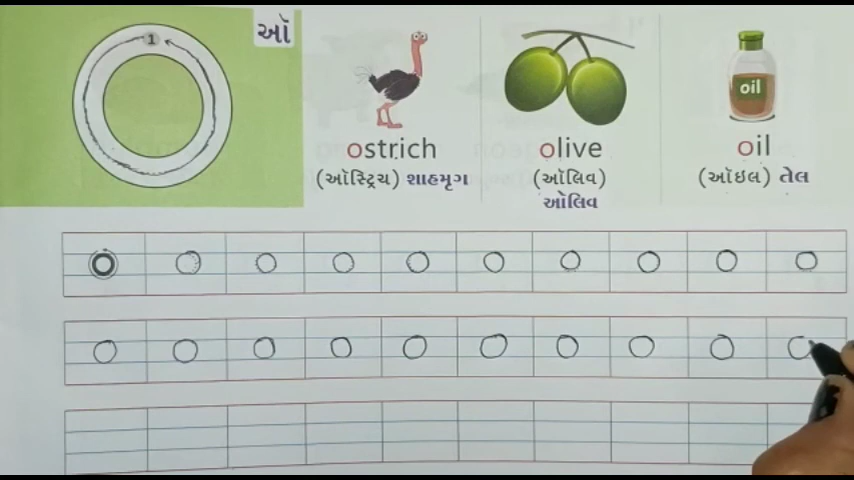 1
ઑ
oil
ostrich
(ઑસ્ટ્રિચ) શાહમૃગ
olive
(ઑલિવ)
ઑલિવ
oil
(ઑઇલ) તેલ
o o o o o o o o o o
o o o o o o o o o o